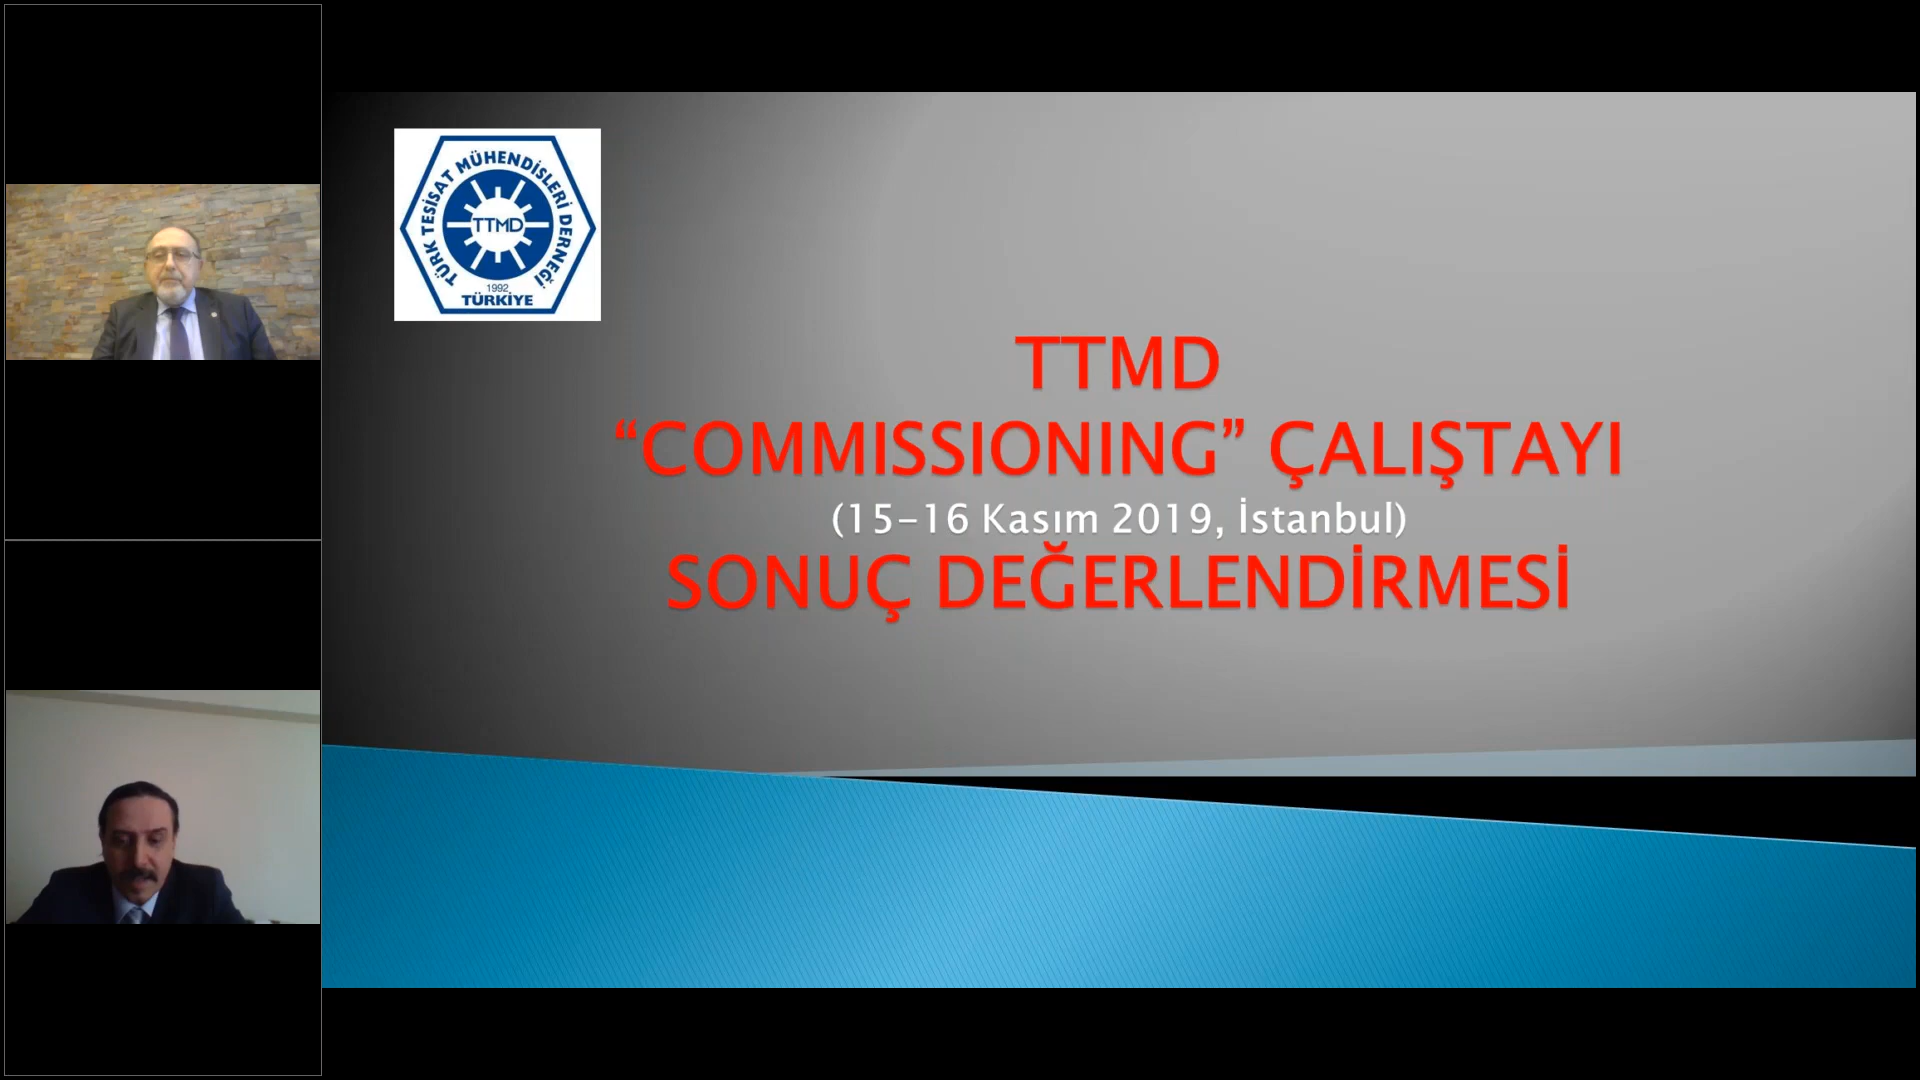 TÜRK TESİSAT MÜHENDİSLERİ DERNEĞİ
TTMD
1992
TÜRKİYE
TTMD
“COMMISSIONING” ÇALIŞTAYI
(15-16 Kasım 2019, İstanbul)
SONUÇ DEĞERLENDİRMESİ